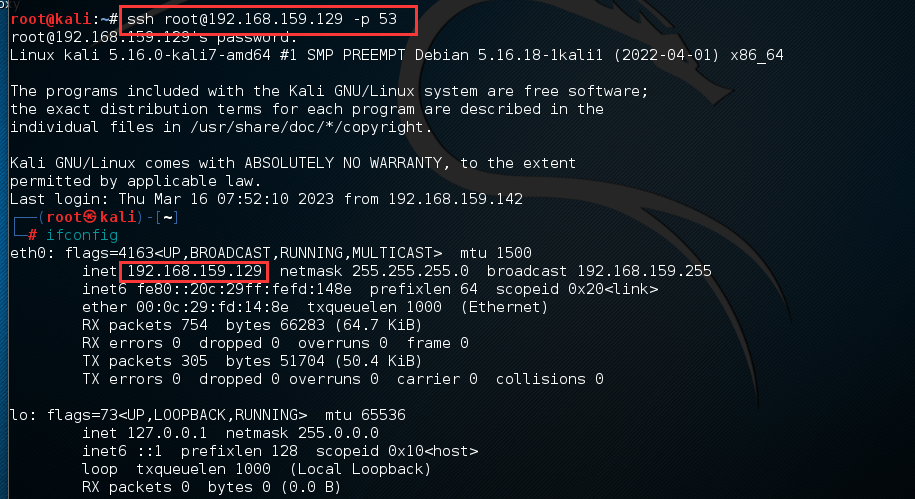 oxy
root@kali:~# ssh root@192.168.159.129 -p 53
root@192.168.159.129's password:
Linux kali 5.16.0-kali7-amd64 #1 SMP PREEMPT Debian 5.16.18-1kali1 (2022-04-01) x86_64
The programs included with the Kali GNU/Linux system are free software;
the exact distribution terms for each program are described in the
individual files in /usr/share/doc/*/copyright.
Kali GNU/Linux comes with ABSOLUTELY NO WARRANTY, to the extent
permitted by applicable law.
Last login: Thu Mar 16 07:52:10 2023 from 192.168.159.142
┌──(root㉿kali)-[~]
└─# ifconfig
eth0: flags=4163<UP,BROADCAST,RUNNING,MULTICAST>  mtu 1500
        inet 192.168.159.129  netmask 255.255.255.0  broadcast 192.168.159.255
        inet6 fe80::20c:29ff:fefd:148e  prefixlen 64  scopeid 0x20<link>
        ether 00:0c:29:fd:14:8e  txqueuelen 1000  (Ethernet)
        RX packets 754  bytes 66283 (64.7 KiB)
        RX errors 0  dropped 0  overruns 0  frame 0
        TX packets 305  bytes 51704 (50.4 KiB)
        TX errors 0  dropped 0 overruns 0  carrier 0  collisions 0
lo: flags=73<UP,LOOPBACK,RUNNING>  mtu 65536
        inet 127.0.0.1  netmask 255.0.0.0
        inet6 ::1  prefixlen 128  scopeid 0x10<host>
        loop  txqueuelen 1000  (Local Loopback)
        RX packets 0  bytes 0 (0.0 B)